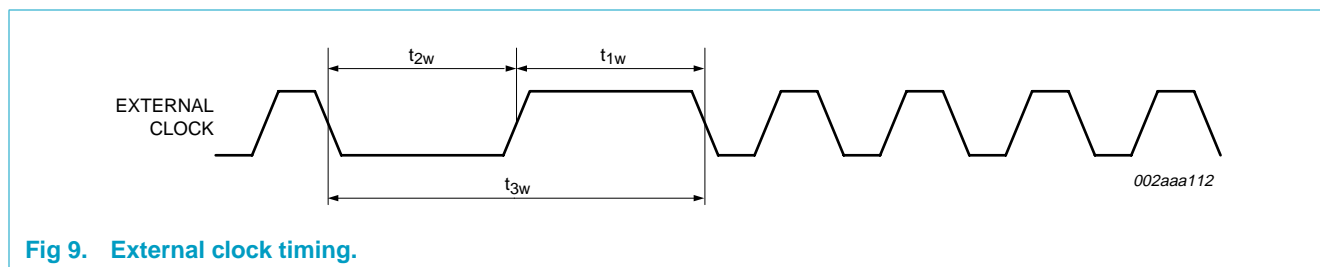 t2w t1w
EXTERNAL
CLOCK
t3w
002aaa112
Fig 9. External clock timing.